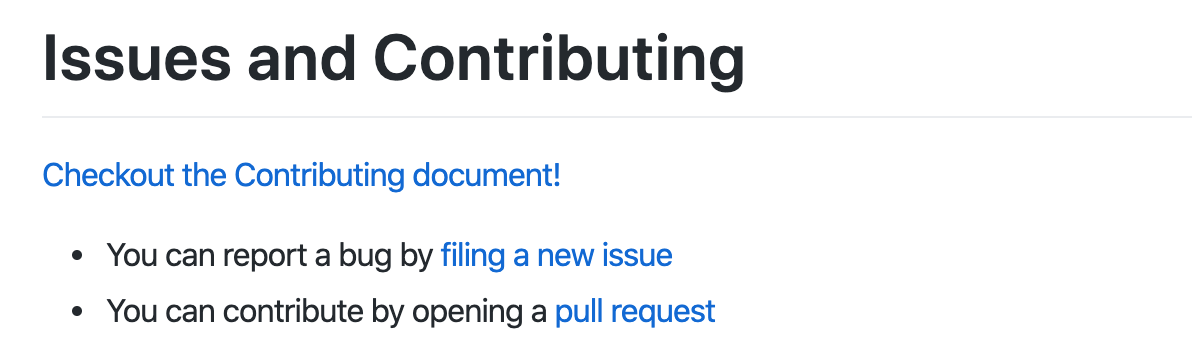 Issues and Contributing
Checkout the Contributing document!
• You can report a bug by filing a new issue
• You can contribute by opening a pull request